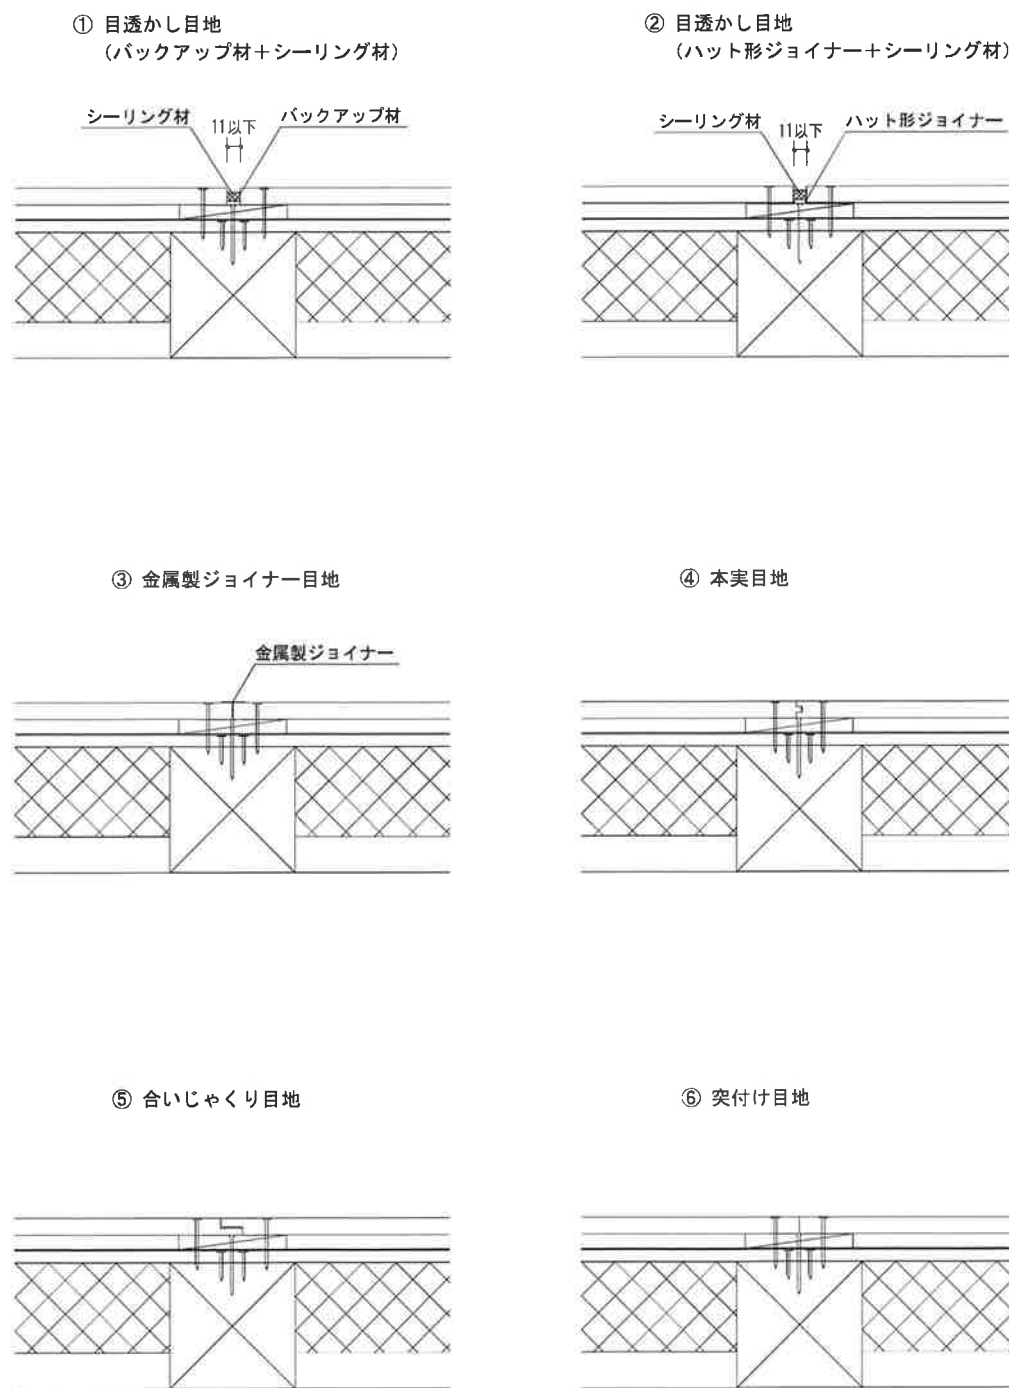 ① 目透かし目地
(バックアップ材+シーリング材)
シーリング材
11以下
バックアップ材
② 目透かし目地
(ハット形ジョイナー+シーリング材)
シーリング材
11以下
ハット形ジョイナー
③ 金属製ジョイナー目地
金属製ジョイナー
④ 本実目地
⑤ 合いじゃくり目地
⑥ 突付け目地